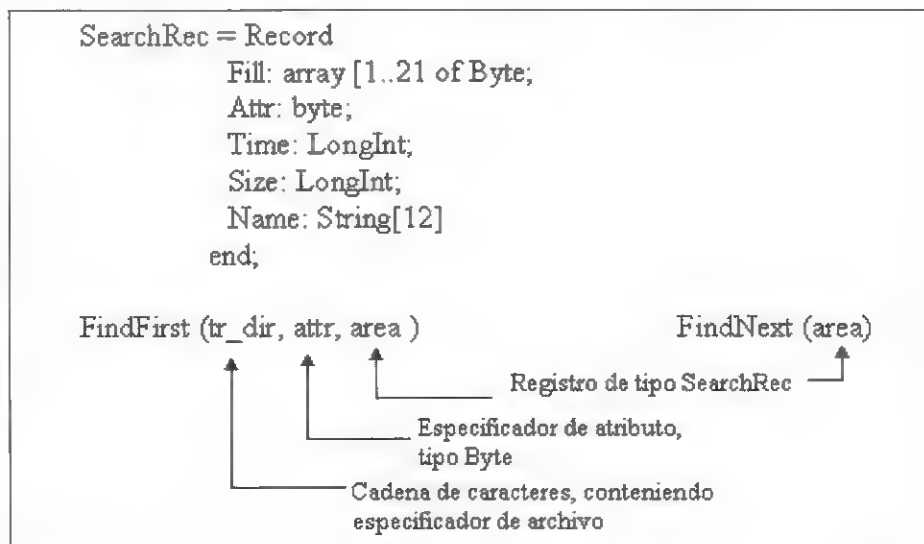 SearchRec = Record
Fill: array [1..21 of Byte;
Attr: byte;
Time: LongInt;
Size: LongInt;
Name: String[12]
end;
FindFirst (tr_dir, attr, area )
FindNext (area)
Registro de tipo SearchRec
Especificador de atributo,
tipo Byte
Cadena de caracteres, conteniendo
especificador de archivo